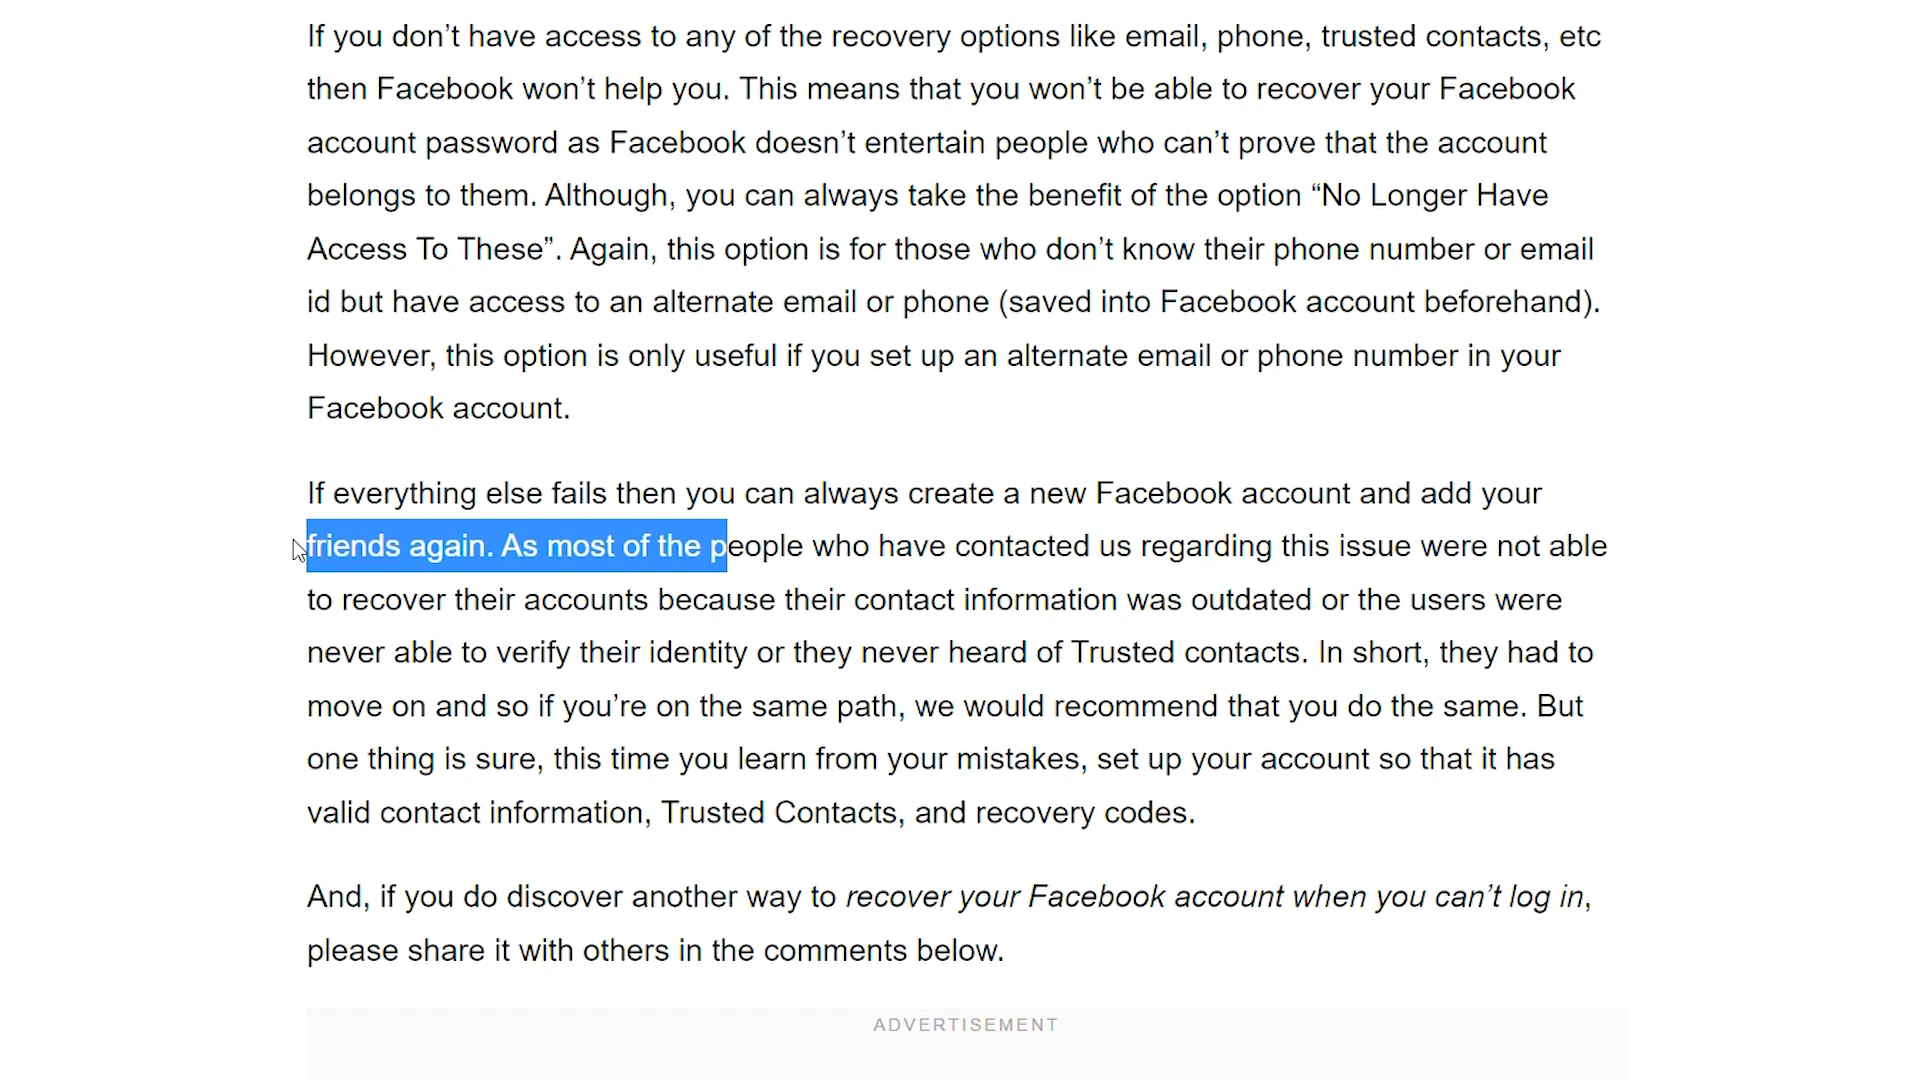 If you don’t have access to any of the recovery options like email, phone, trusted contacts, etc
then Facebook won’t help you. This means that you won’t be able to recover your Facebook
account password as Facebook doesn’t entertain people who can’t prove that the account
belongs to them. Although, you can always take the benefit of the option “No Longer Have
Access To These”. Again, this option is for those who don’t know their phone number or email
id but have access to an alternate email or phone (saved into Facebook account beforehand).
However, this option is only useful if you set up an alternate email or phone number in your
Facebook account.
If everything else fails then you can always create a new Facebook account and add your
friends again. As most of the people who have contacted us regarding this issue were not able
to recover their accounts because their contact information was outdated or the users were
never able to verify their identity or they never heard of Trusted contacts. In short, they had to
move on and so if you’re on the same path, we would recommend that you do the same. But
one thing is sure, this time you learn from your mistakes, set up your account so that it has
valid contact information, Trusted Contacts, and recovery codes.
And, if you do discover another way to recover your Facebook account when you can’t log in,
please share it with others in the comments below.
ADVERTISEMENT